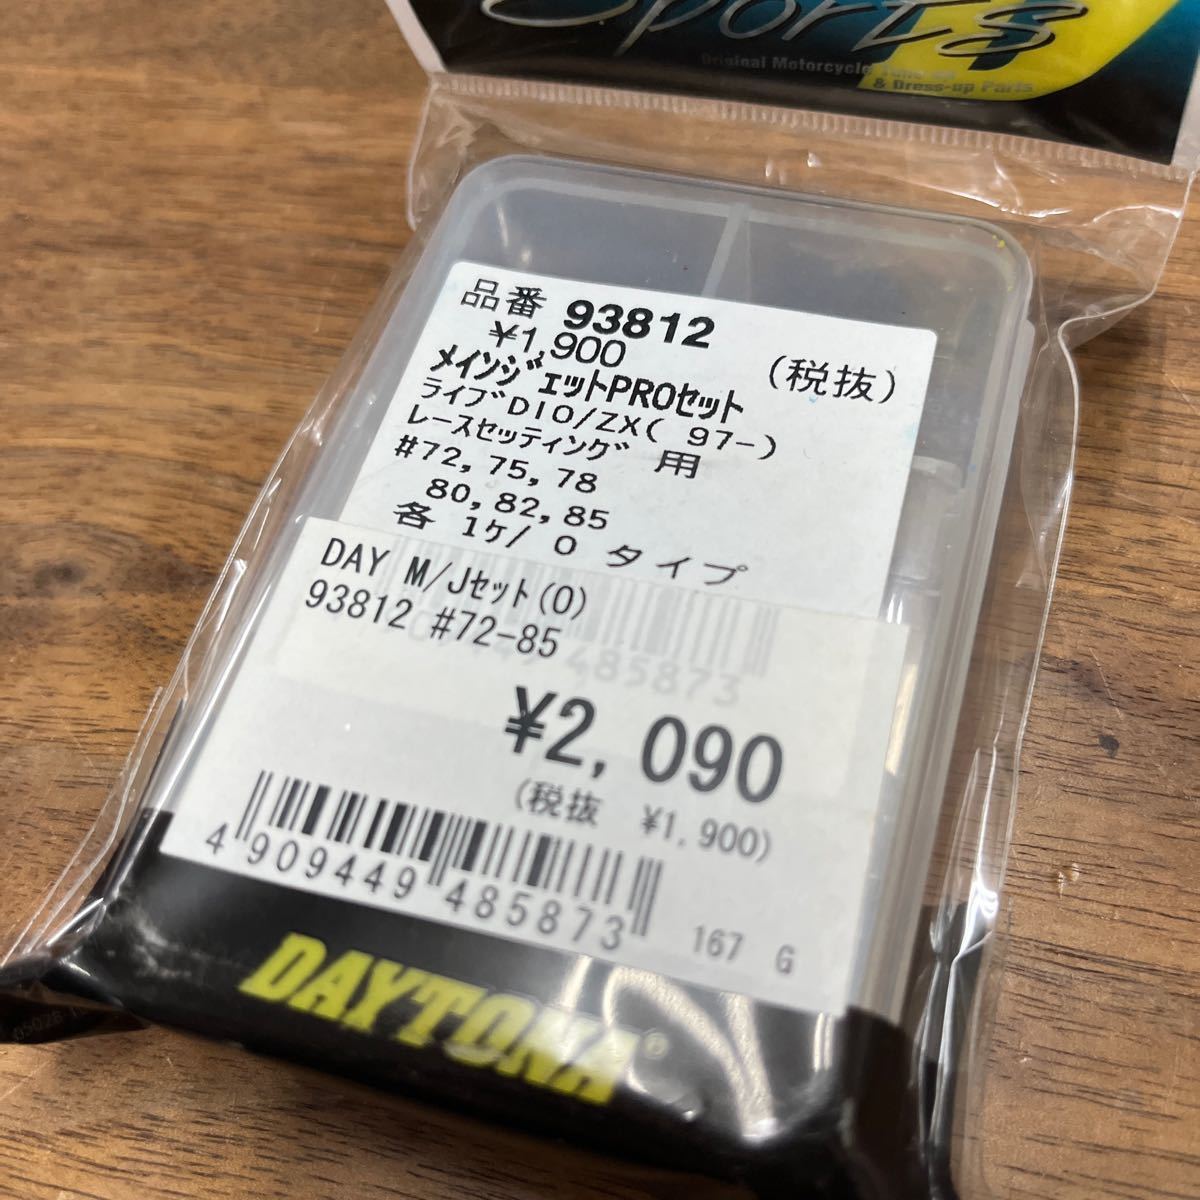 Sports
Original Motorcycle Tune-up
& Dress-up Parts
品番 93812
¥1,900 (税抜)
メインジェットPROセット
ライブDIO/ZX( 97-)
レースセッティング 用
#72,75,78
80,82,85
各 1ケ/ O タイプ
DAY M/Jセット(O)
93812 #72-85
485873
¥2,090
(税抜 ¥1,900)
4 909449 485873
167 G
DAYTONA®